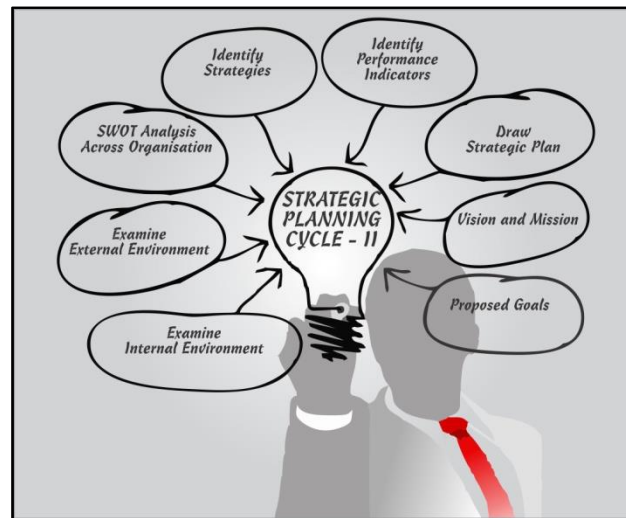 Identify
Strategies
Identify
Performance
Indicators
SWOT Analysis
Across Organisation
Draw
Strategic Plan
STRATEGIC
PLANNING
CYCLE - II
Vision and Mission
Examine
External Environment
Proposed Goals
Examine
Internal Environment